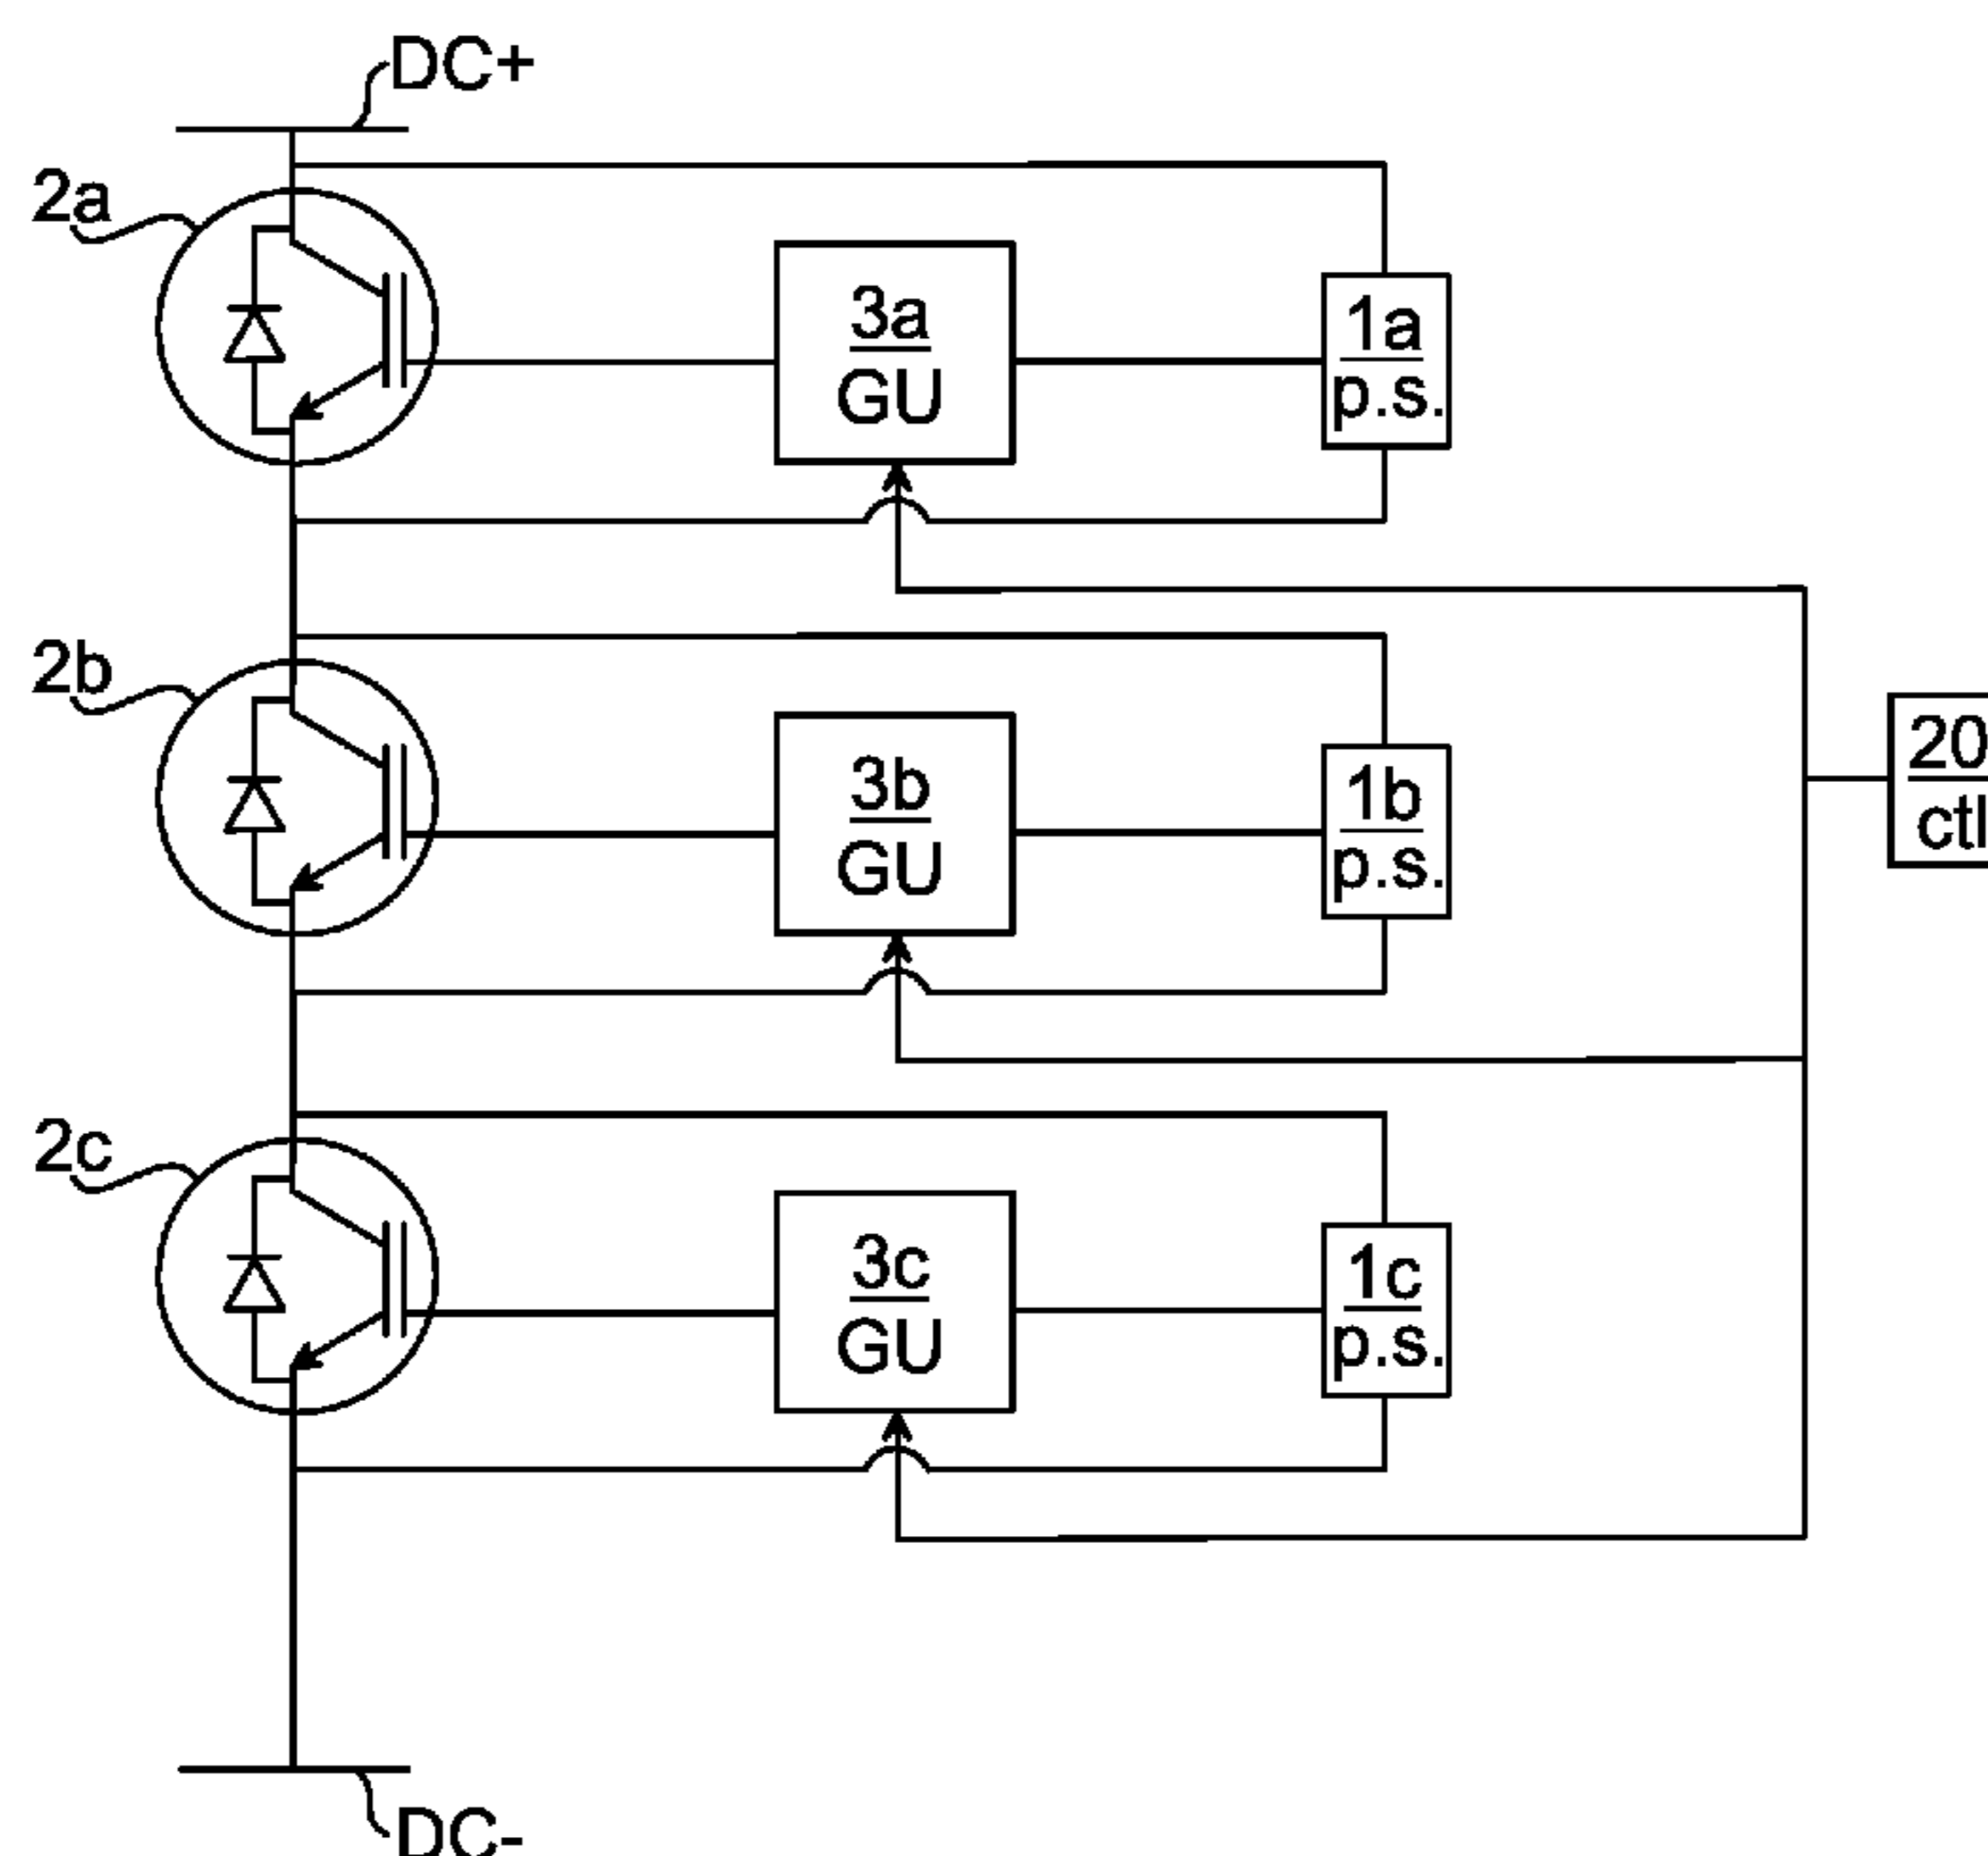 DC+
2a
3a
GU
1a
p.s.
2b
3b
GU
1b
p.s.
20
ctl
2c
3c
GU
1c
p.s.
DC-